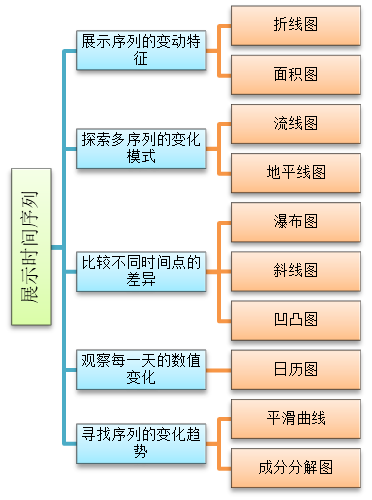 展示时间序列
展示序列的变动特
征
折线图
面积图
探索多序列的变化
模式
流线图
地平线图
比较不同时间点的
差异
瀑布图
斜线图
凹凸图
观察每一天的数值
变化
日历图
寻找序列的变化趋
势
平滑曲线
成分分解图